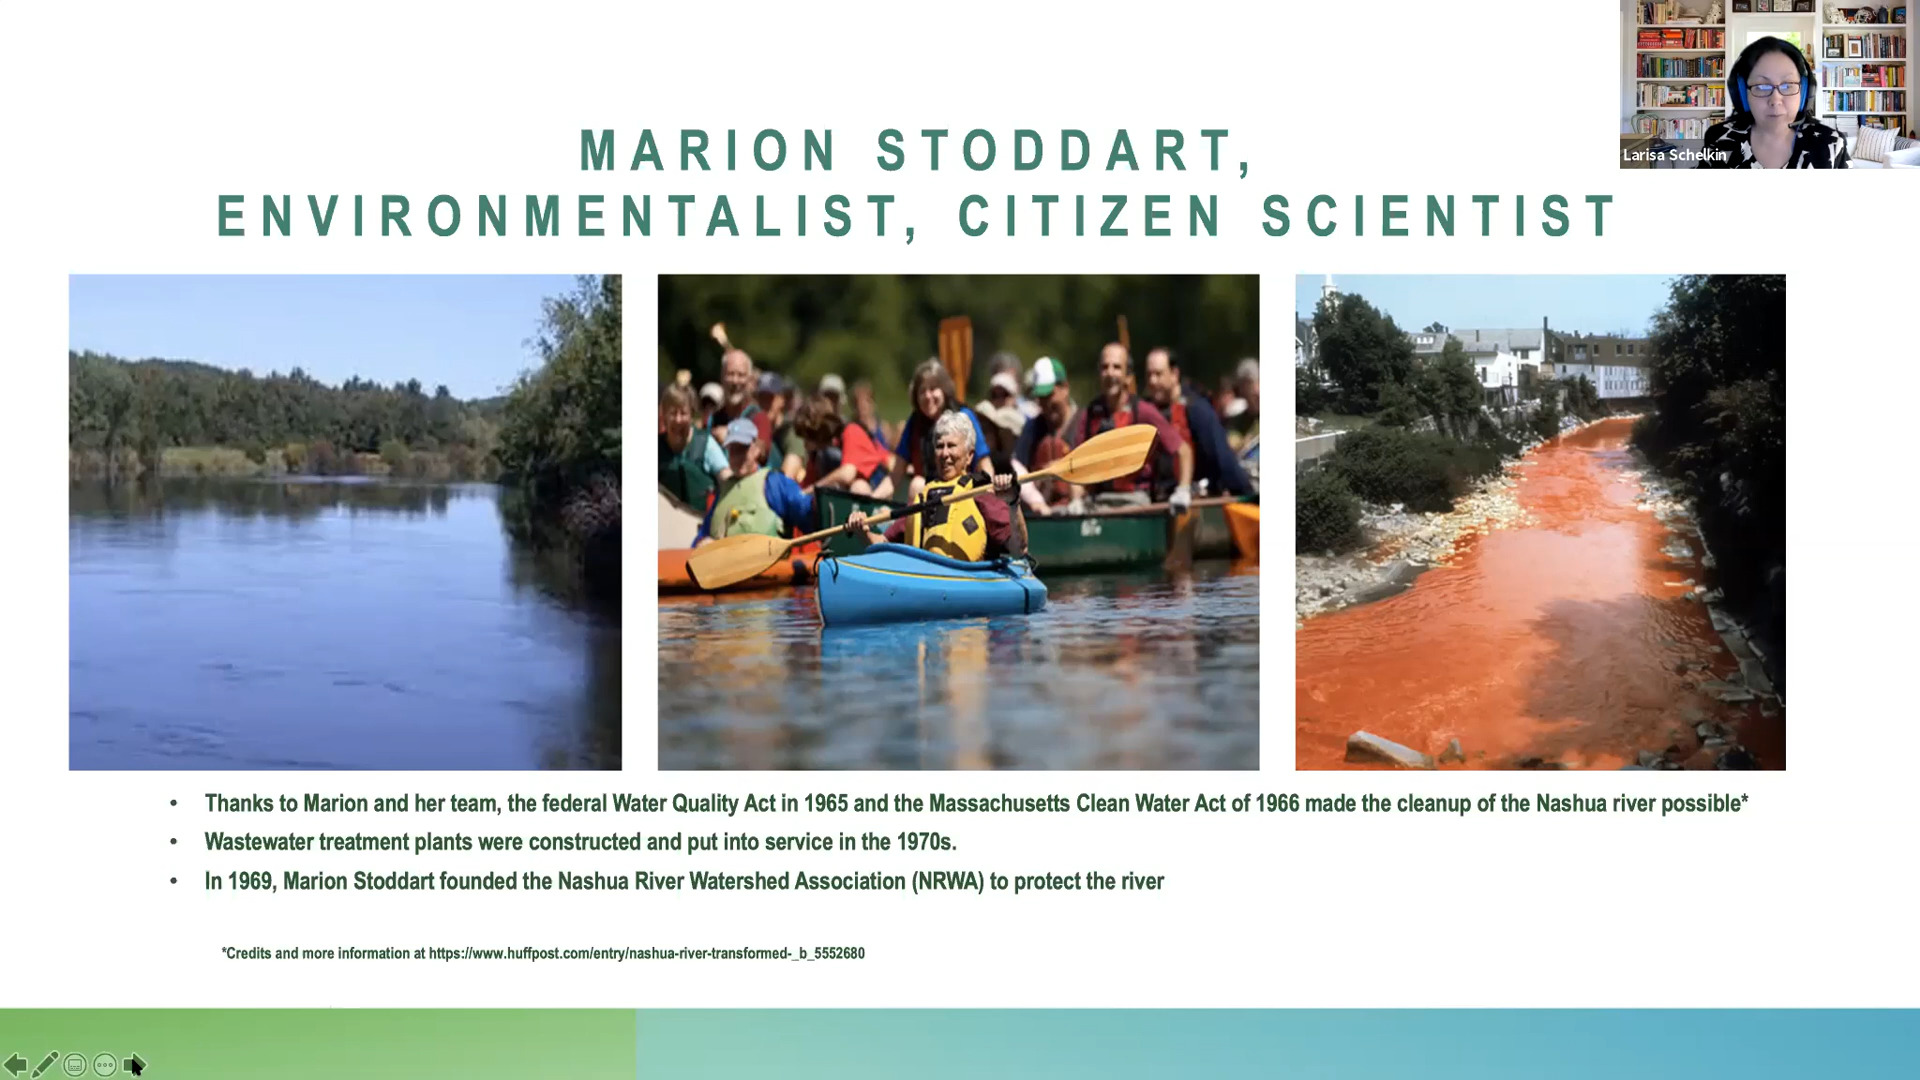 MARION STODDART,
ENVIRONMENTALIST, CITIZEN SCIENTIST
Larisa Schelkin
• Thanks to Marion and her team, the federal Water Quality Act in 1965 and the Massachusetts Clean Water Act of 1966 made the cleanup of the Nashua river possible*
• Wastewater treatment plants were constructed and put into service in the 1970s.
• In 1969, Marion Stoddart founded the Nashua River Watershed Association (NRWA) to protect the river
*Credits and more information at https://www.huffpost.com/entry/nashua-river-transformed-_b_5552680